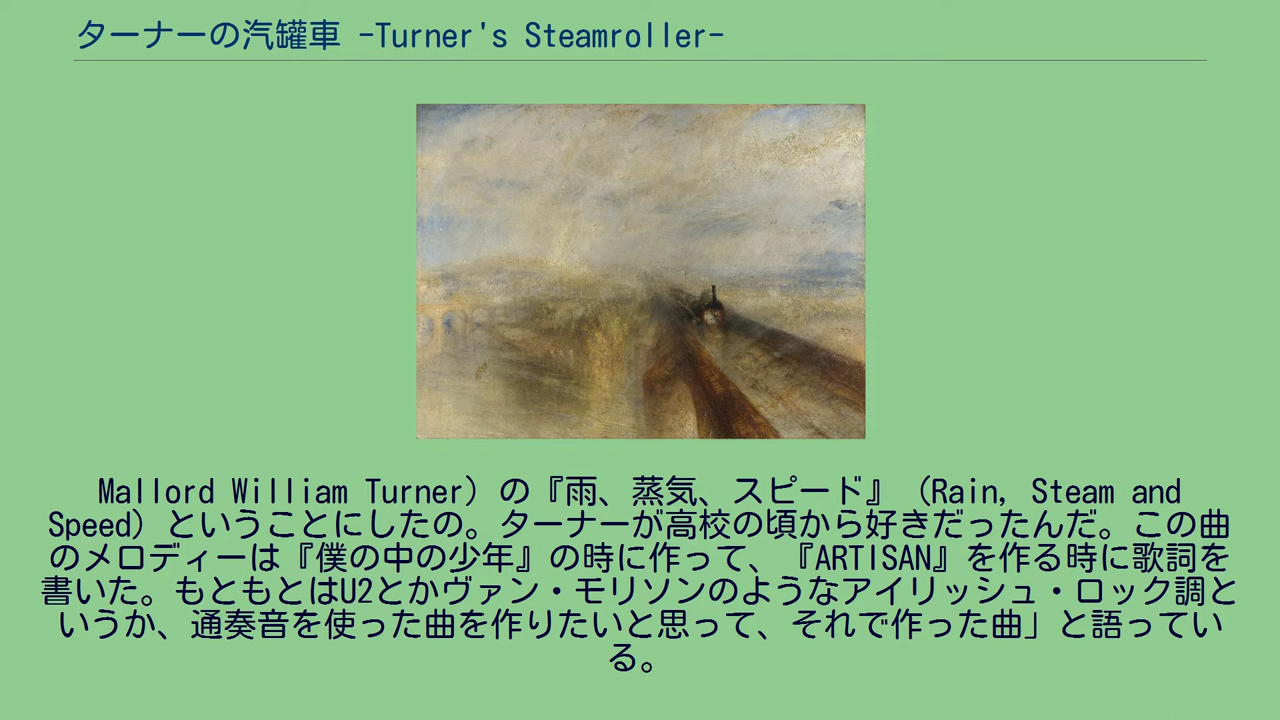 ターナーの汽罐車 -Turner's Steamroller-
Mallord William Turner）の『雨、蒸気、スピード』（Rain, Steam and
Speed）ということにしたの。ターナーが高校の頃から好きだったんだ。この曲
のメロディーは『僕の中の少年』の時に作って、『ARTISAN』を作る時に歌詞を
書いた。もともとはU2とかヴァン・モリソンのようなアイリッシュ・ロック調と
いうか、通奏音を使った曲を作りたいと思って、それで作った曲」と語ってい
る。